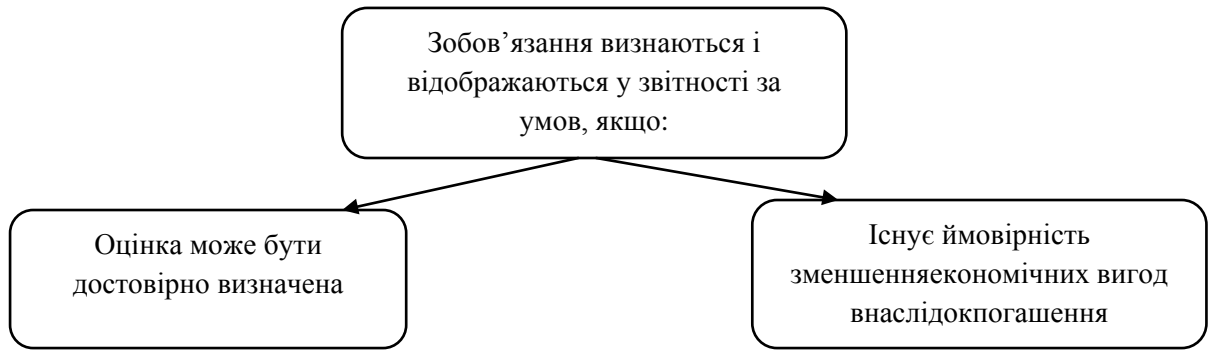 Зобов’язання визнаються і
відображаються у звітності за
умов, якщо:
Оцінка може бути
достовірно визначена
Існує ймовірність
зменшенняекономічних вигод
внаслідокпогашення